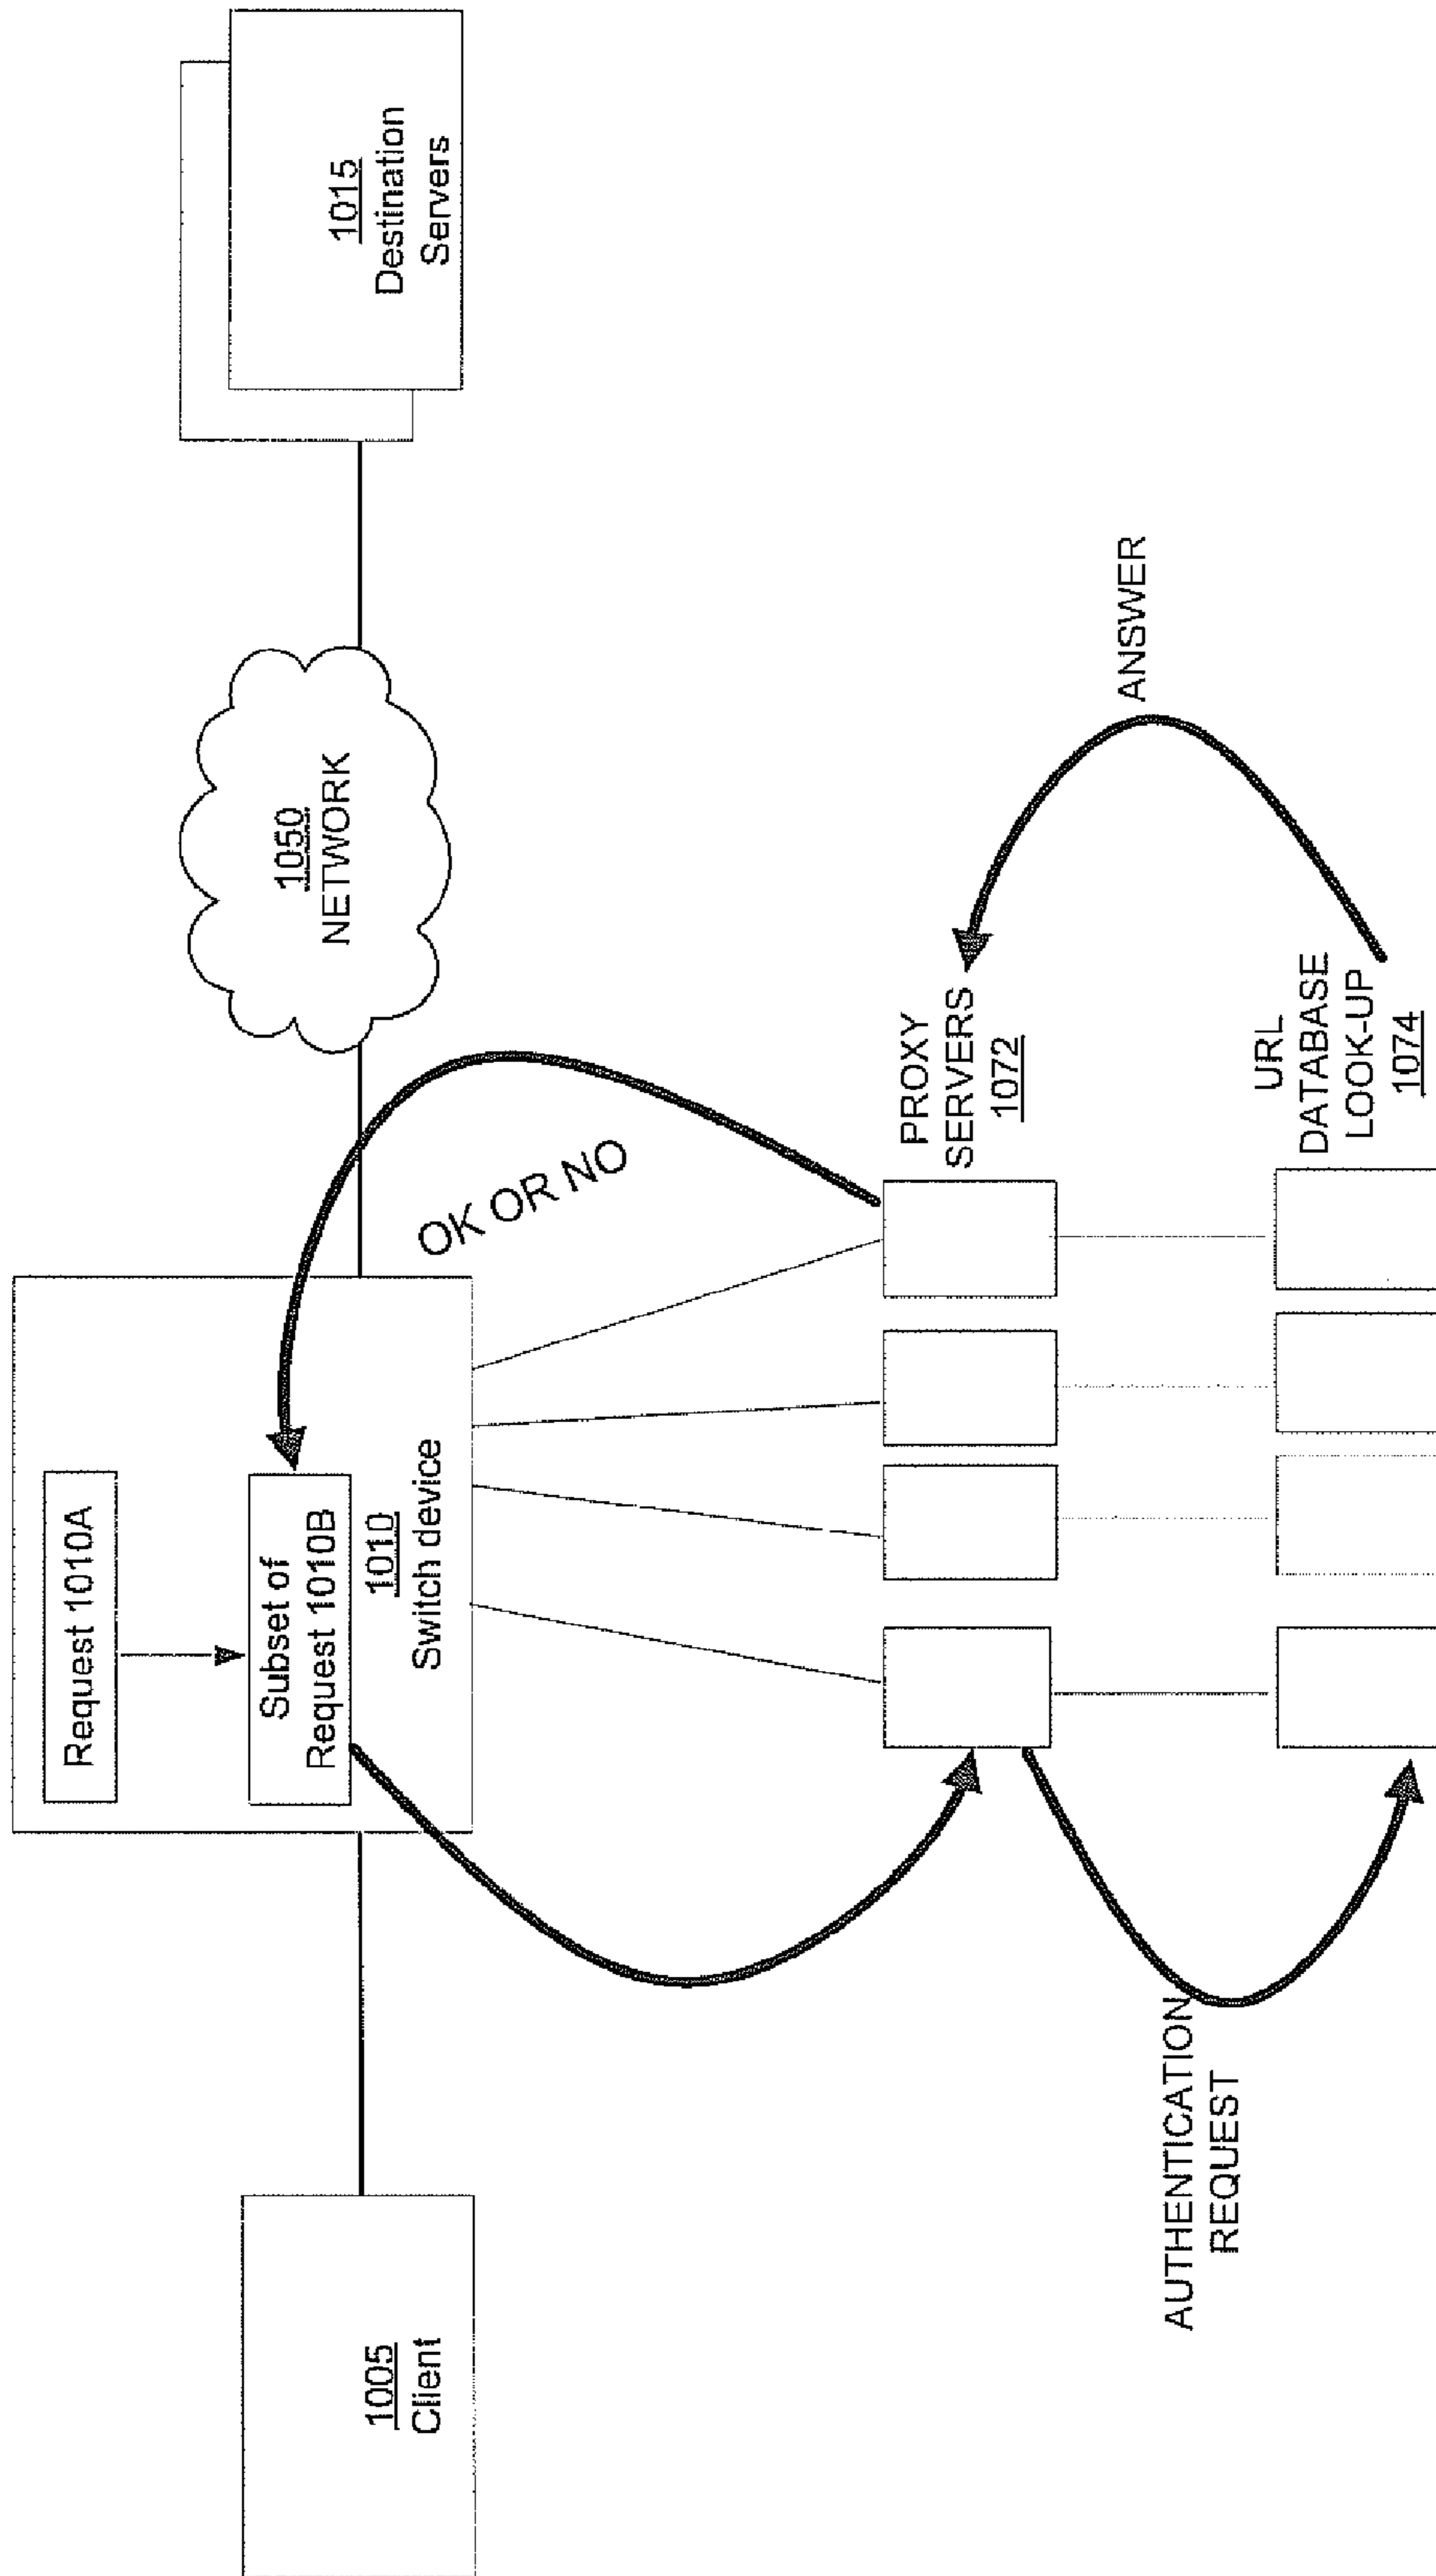 1005
Client
Request 1010A
Subset of
Request 1010B
1010
Switch device
1050
NETWORK
1015
Destination
Servers
OK OR NO
PROXY
SERVERS
1072
ANSWER
URL
DATABASE
LOOK-UP
1074
AUTHENTICATION
REQUEST